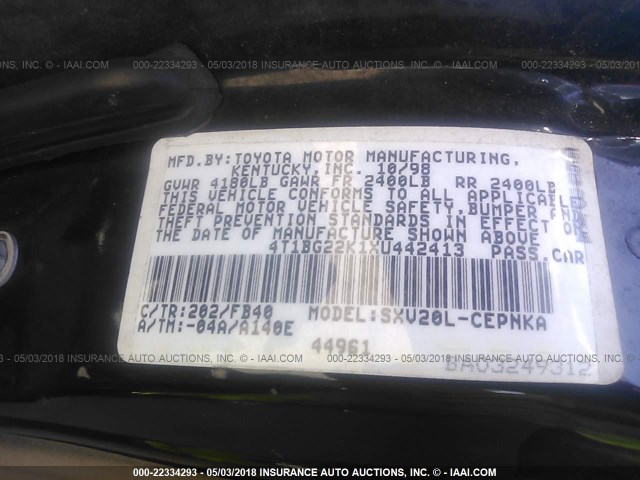 000-22334293 - 05/03/2018 - INSURANCE AUTO AUCTIONS - © IAAI.COM
MFD.BY:TOYOTA MOTOR MANUFACTURING,
KENTUCKY, INC. 10/98
GVWR 4180LB GAWR FR 2400LB RR 2400LB
THIS VEHICLE CONFORMS TO ALL APPLICABLE
FEDERAL MOTOR VEHICLE SAFETY,BUMPER,
THEFT PREVENTION STANDARDS IN EFFECT ON
THE DATE OF MANUFACTURE SHOWN ABOVE
4T1BG22K1XU442413 PASS.CAR
C/TR:202/FB40 MODEL:SXV20L-CEPNKA
A/TM:-04A/A140E
44961
BA03249312
000-22334293 - 05/03/2018 - INSURANCE AUTO AUCTIONS - © IAAI.COM
000-22334293 - 05/03/2018 - INSURANCE AUTO AUCTIONS - © IAAI.COM